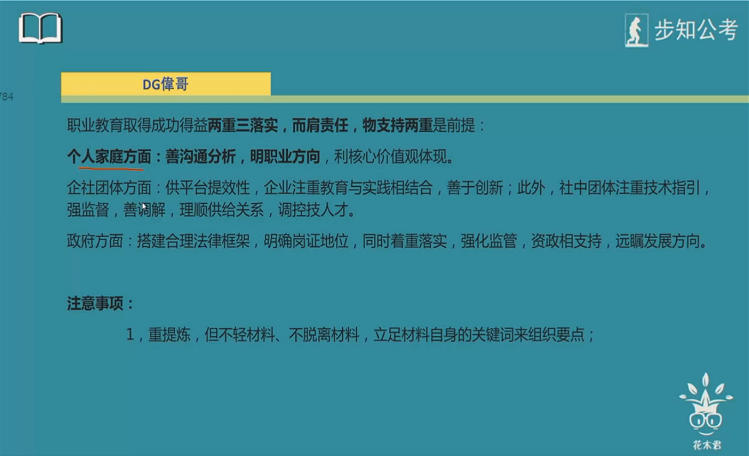 步知公考
DG偉哥
784
职业教育取得成功得益两重三落实，而肩责任，物支持两重是前提：
个人家庭方面：善沟通分析，明职业方向，利核心价值观体现。
企社团体方面：供平台提效性，企业注重教育与实践相结合，善于创新；此外，社中团体注重技术指引，
强监督，善调解，理顺供给关系，调控技人才。
政府方面：搭建合理法律框架，明确岗证地位，同时着重落实，强化监管，资政相支持，远瞩发展方向。
注意事项：
1，重提炼，但不轻材料、不脱离材料，立足材料自身的关键词来组织要点；
花木君